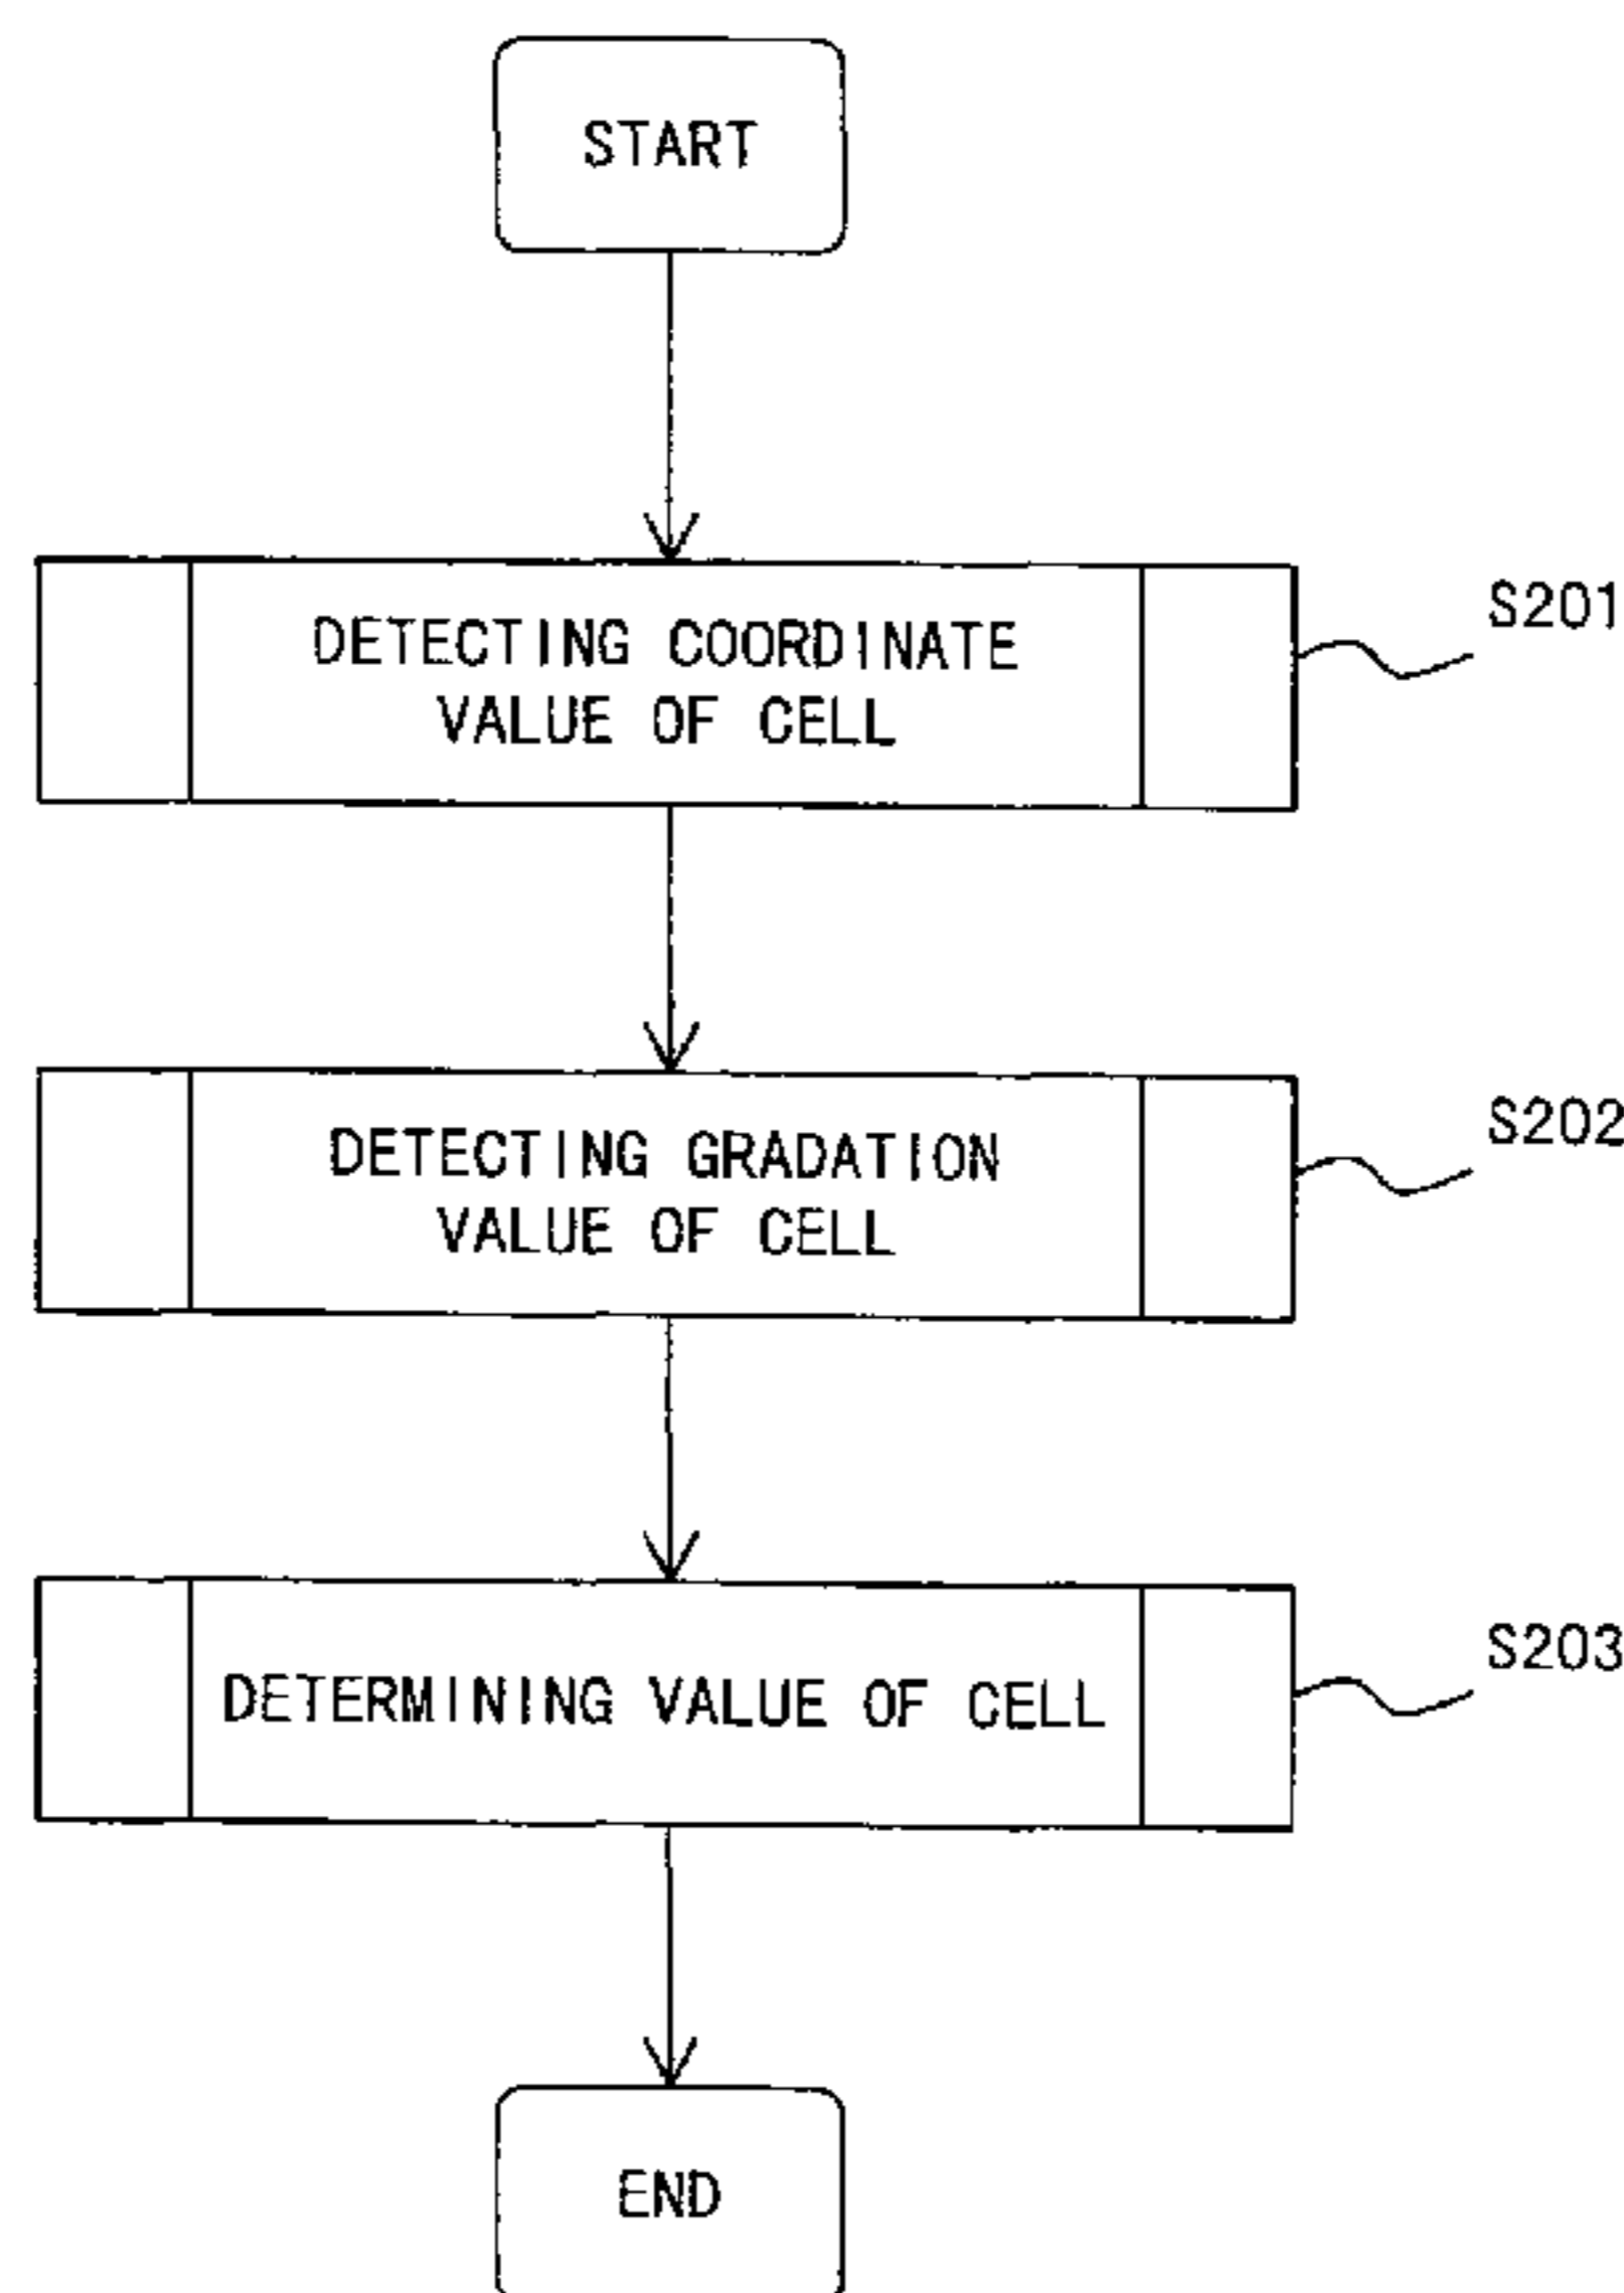 START
DETECTING COORDINATE
VALUE OF CELL
S201
DETECTING GRADATION
VALUE OF CELL
S202
DETERMINING VALUE OF CELL
S203
END